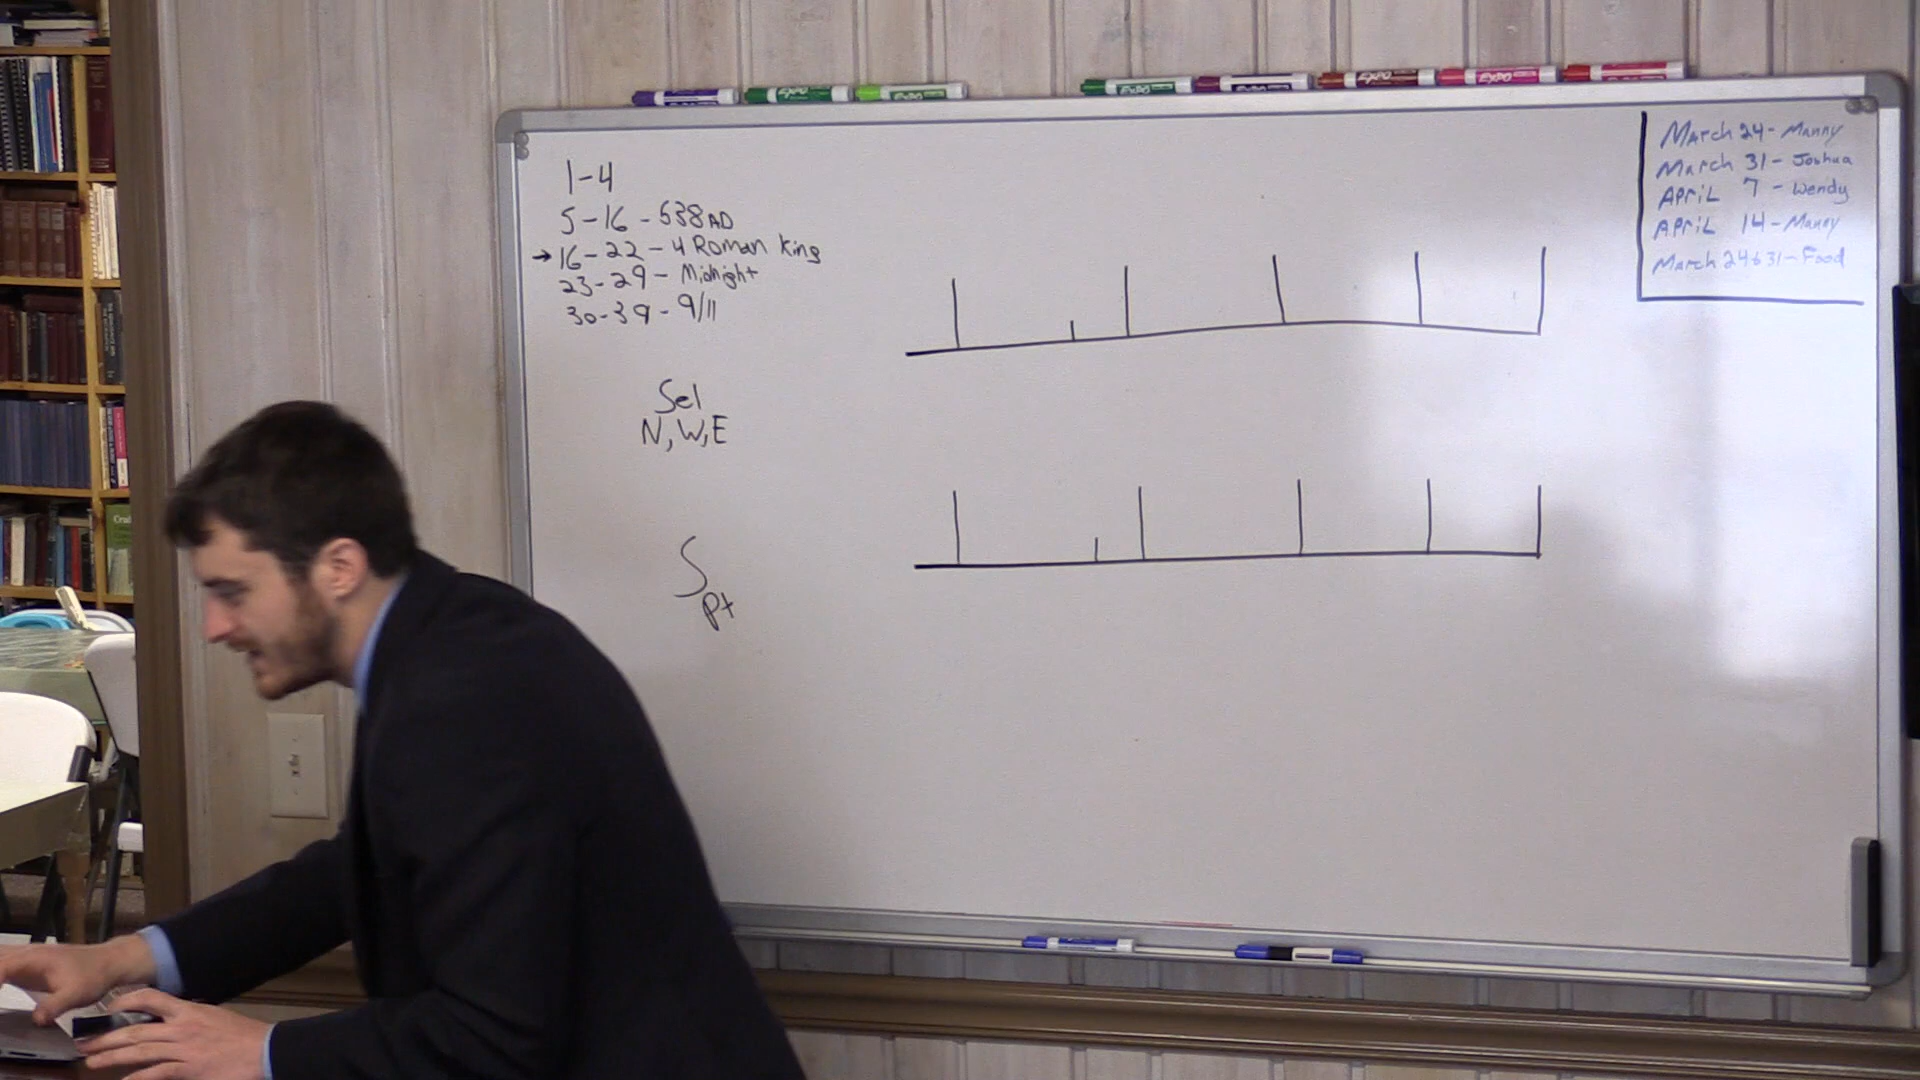 1-4
5-16 - 538 AD
→ 16-22 - 4 Roman King
23-29 - Midnight
30-39 - 9/11
Sel
N, W, E
S
pt
March 24 - Manny
March 31 - Joshua
April 7 - Wendy
April 14 - Manny
March 24 & 31 - Food
EXPO
EXPO
EXPO
EXPO
EXPO